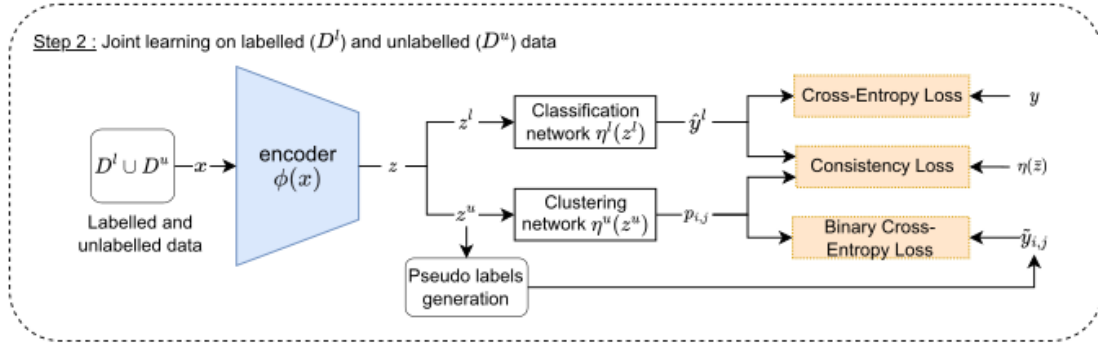 Step 2 : Joint learning on labelled (D^l) and unlabelled (D^u) data
D^l ∪ D^u
x
Labelled and
unlabelled data
encoder
ϕ(x)
z
z^l
Classification
network η^l(z^l)
ŷ^l
z^u
Clustering
network η^u(z^u)
p_{i,j}
Pseudo labels
generation
Cross-Entropy Loss
y
Consistency Loss
η(z̄)
Binary Cross-
Entropy Loss
ỹ_{i,j}